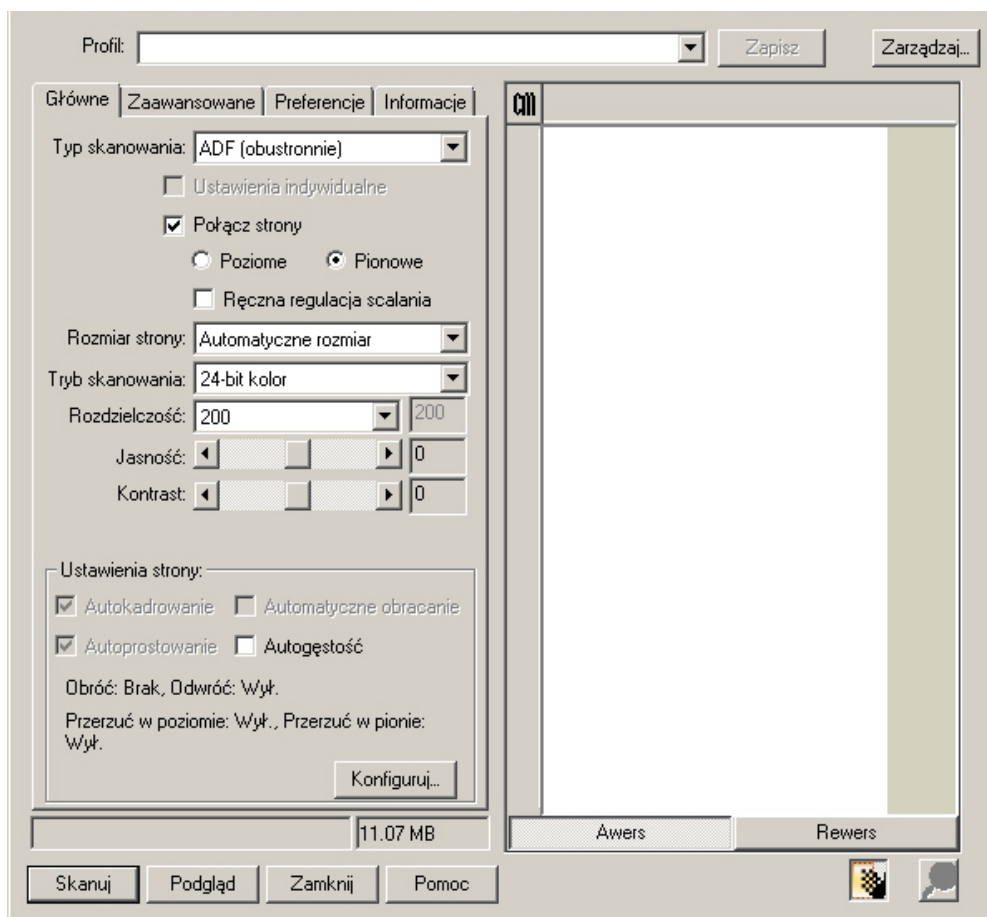 Profil: Zapisz Zarządzaj...
Główne Zaawansowane Preferencje Informacje
cm
Typ skanowania: ADF (obustronnie)
Ustawienia indywidualne
Połącz strony
Poziome Pionowe
Ręczna regulacja scalania
Rozmiar strony: Automatyczne rozmiar
Tryb skanowania: 24-bit kolor
Rozdzielczość: 200 200
Jasność: 0
Kontrast: 0
Ustawienia strony:
Autokadrowanie Automatyczne obracanie
Autoprostowanie Autogęstość
Obróć: Brak, Odwróć: Wył.
Przerzuć w poziomie: Wył., Przerzuć w pionie:
Wył.
Konfiguruj...
11.07 MB
Awers Rewers
Skanuj Podgląd Zamknij Pomoc